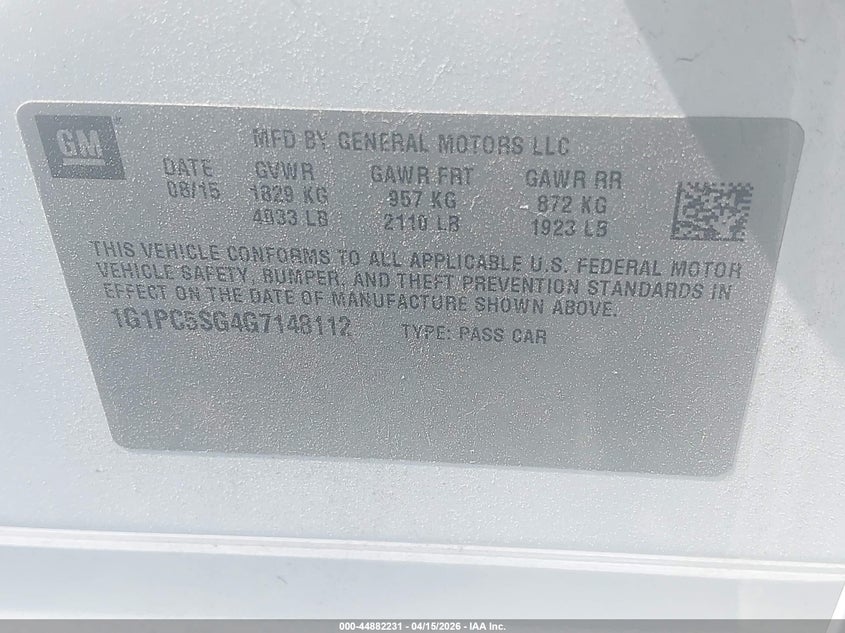 GM
MFD BY GENERAL MOTORS LLC
DATE GVWR GAWR FRT GAWR RR
08/15 1829 KG 957 KG 872 KG
4033 LB 2110 LB 1923 LB
THIS VEHICLE CONFORMS TO ALL APPLICABLE U.S. FEDERAL MOTOR
VEHICLE SAFETY, BUMPER, AND THEFT PREVENTION STANDARDS IN
EFFECT ON THE DATE OF MANUFACTURE SHOWN ABOVE.
1G1PC5SG4G7148112 TYPE: PASS CAR
000-44882231 - 04/15/2026 - IAA Inc.